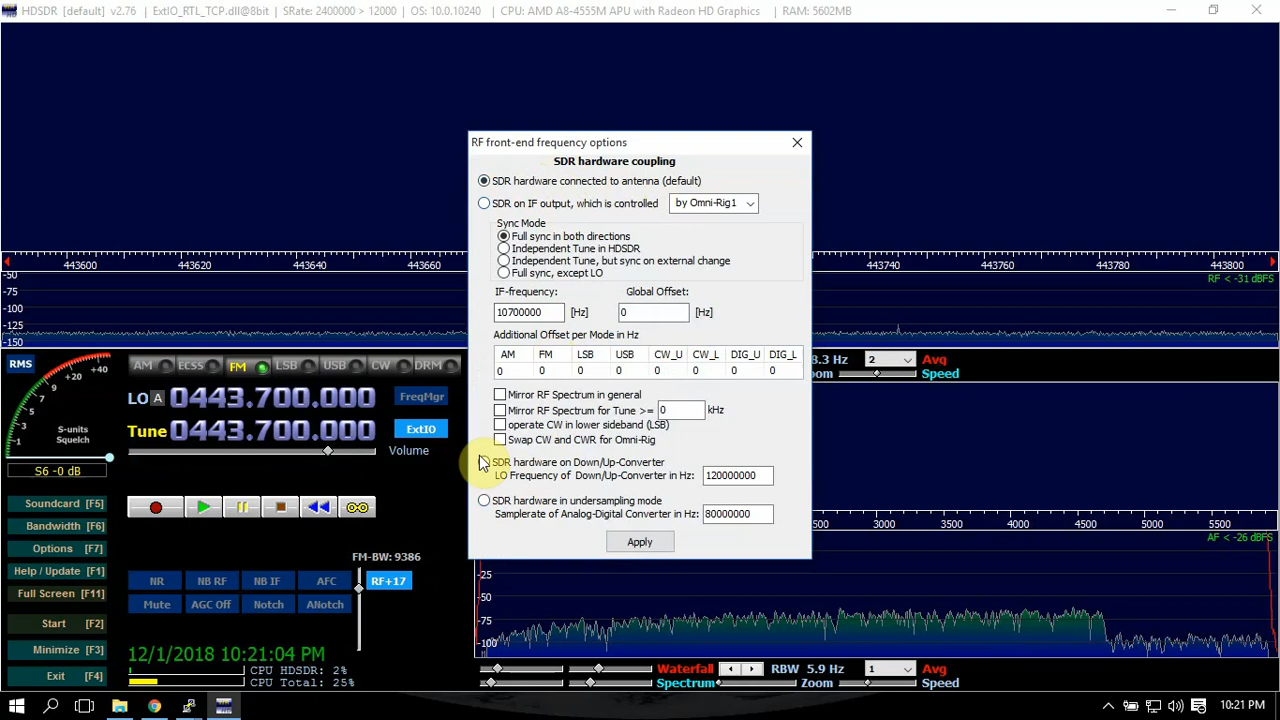 HDSDR [default] v2.76 | ExtIO_RTL_TCP.dll@8bit | SRate: 2400000 > 12000 | OS: 10.0.10240 | CPU: AMD A8-4555M APU with Radeon HD Graphics | RAM: 5602MB
RF front-end frequency options
SDR hardware coupling
SDR hardware connected to antenna (default)
SDR on IF output, which is controlled by Omni-Rig1
Sync Mode
Full sync in both directions
Independent Tune in HDSDR
Independent Tune, but sync on external change
Full sync, except LO
IF-frequency: Global Offset:
10700000 [Hz] 0 [Hz]
Additional Offset per Mode in Hz
AM FM LSB USB CW_U CW_L DIG_U DIG_L
0 0 0 0 0 0 0 0
Mirror RF Spectrum in general
Mirror RF Spectrum for Tune >= 0 kHz
operate CW in lower sideband (LSB)
Swap CW and CWR for Omni-Rig
SDR hardware on Down/Up-Converter
LO Frequency of Down/Up-Converter in Hz: 120000000
SDR hardware in undersampling mode
Samplerate of Analog-Digital Converter in Hz: 80000000
Apply
443600 443620 443640 443660 443740 443760 443780 443800
-50
-75
-100
-125
-150
RF < -31 dBFS
8.3 Hz 2 Avg
Zoom Speed
RMS
5 7 9 +20 +40
S-units
Squelch
S6 -0 dB
AM ECSS FM LSB USB CW DRM
LO A 0443.700.000 FreqMgr
Tune 0443.700.000 ExtIO
Volume
Soundcard [F5]
Bandwidth [F6]
Options [F7]
Help / Update [F1]
Full Screen [F11]
Start [F2]
Minimize [F3]
Exit [F4]
FM-BW: 9386
NR NB RF NB IF AFC RF+17
Mute AGC Off Notch ANotch
12/1/2018 10:21:04 PM
CPU HDSDR: 2%
CPU Total: 25%
2500 3000 3500 4000 4500 5000 5500
AF < -26 dBFS
-25
-50
-75
-100
Waterfall RBW 5.9 Hz 1 Avg
Spectrum Zoom Speed
10:21 PM